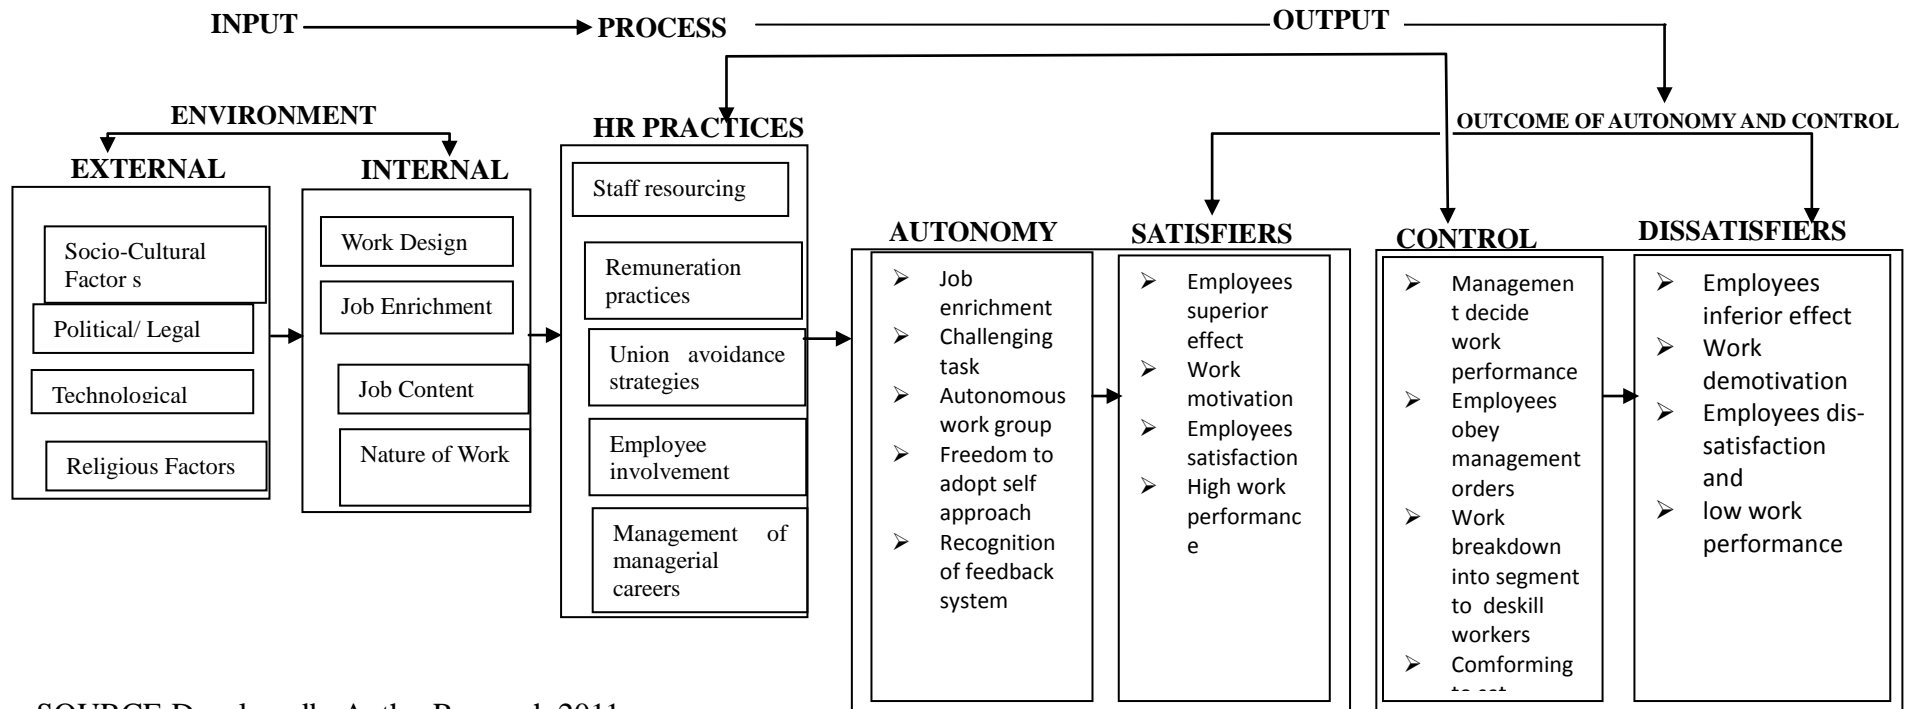 INPUT
PROCESS
OUTPUT
ENVIRONMENT
EXTERNAL
Socio-Cultural
Factor s
Political/ Legal
Technological
Religious Factors
INTERNAL
Work Design
Job Enrichment
Job Content
Nature of Work
HR PRACTICES
Staff resourcing
Remuneration
practices
Union avoidance
strategies
Employee
involvement
Management of
managerial
careers
OUTCOME OF AUTONOMY AND CONTROL
AUTONOMY
➢ Job
enrichment
➢ Challenging
task
➢ Autonomous
work group
➢ Freedom to
adopt self
approach
➢ Recognition
of feedback
system
SATISFIERS
➢ Employees
superior
effect
➢ Work
motivation
➢ Employees
satisfaction
➢ High work
performanc
e
CONTROL
➢ Managemen
t decide
work
performance
➢ Employees
obey
management
orders
➢ Work
breakdown
into segment
to deskill
workers
➢ Comforming
to set
DISSATISFIERS
➢ Employees
inferior effect
➢ Work
demotivation
➢ Employees dis-
satisfaction
and
➢ low work
performance
SOURCE
2011